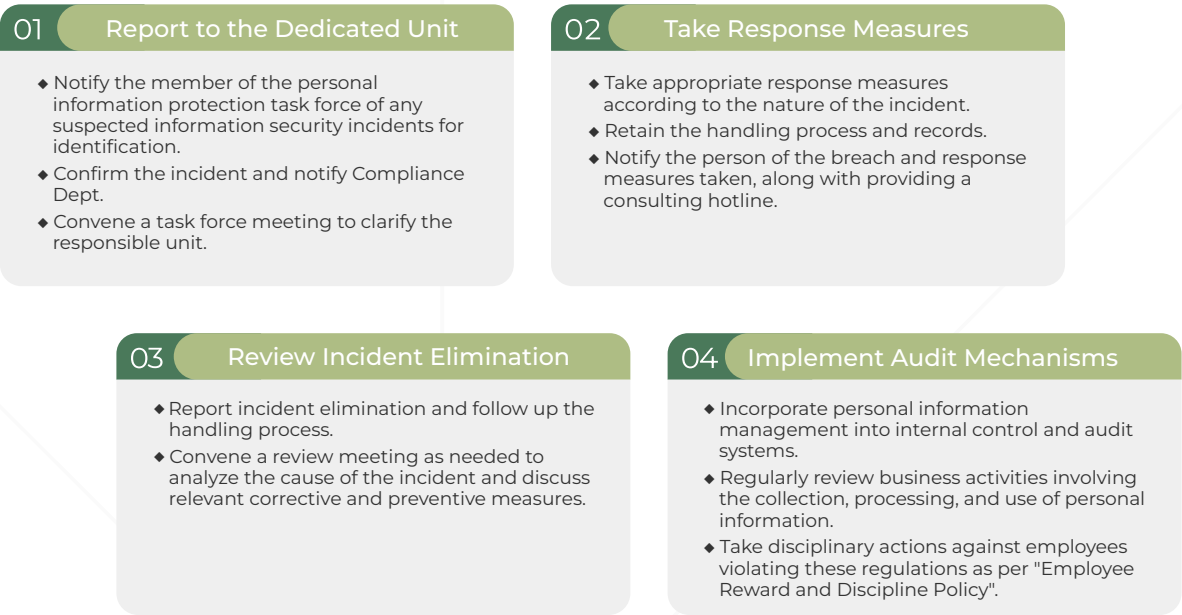 01 Report to the Dedicated Unit
◆ Notify the member of the personal
information protection task force of any
suspected information security incidents for
identification.
◆ Confirm the incident and notify Compliance
Dept.
◆ Convene a task force meeting to clarify the
responsible unit.
02 Take Response Measures
◆ Take appropriate response measures
according to the nature of the incident.
◆ Retain the handling process and records.
◆ Notify the person of the breach and response
measures taken, along with providing a
consulting hotline.
03 Review Incident Elimination
◆ Report incident elimination and follow up the
handling process.
◆ Convene a review meeting as needed to
analyze the cause of the incident and discuss
relevant corrective and preventive measures.
04 Implement Audit Mechanisms
◆ Incorporate personal information
management into internal control and audit
systems.
◆ Regularly review business activities involving
the collection, processing, and use of personal
information.
◆ Take disciplinary actions against employees
violating these regulations as per "Employee
Reward and Discipline Policy".